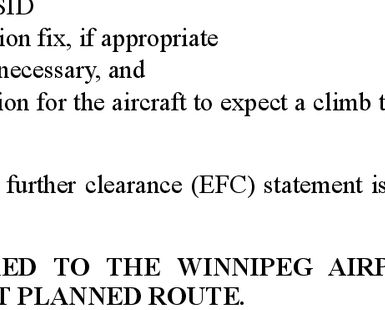 SID
ion fix, if appropriate
necessary, and
ion for the aircraft to expect a climb t
further clearance (EFC) statement is
ED TO THE WINNIPEG AIRP
T PLANNED ROUTE.